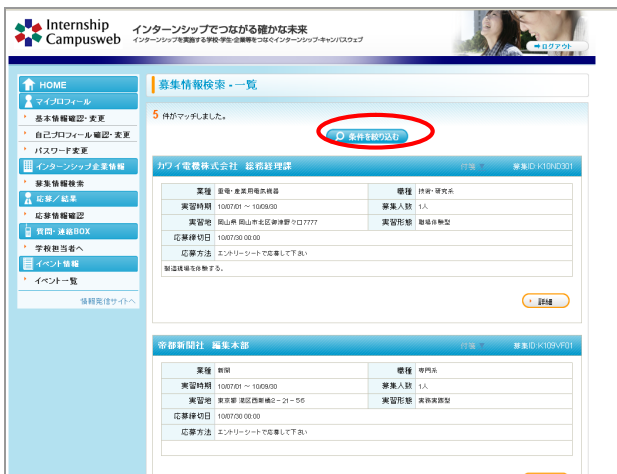 Internship
Campusweb
インターンシップでつながる確かな未来
インターンシップを実施する学校・学生・企業等をつなぐインターンシップ・キャンパスウェブ
ログアウト
HOME
マイプロフィール
基本情報確認・変更
自己プロフィール確認・変更
パスワード変更
インターンシップ企業情報
募集情報検索
応募/結果
応募情報確認
質問・連絡BOX
学校担当者へ
イベント情報
イベント一覧
情報発信サイトへ
募集情報検索 - 一覧
5 件がマッチしました。
条件を絞り込む
カワイ電機株式会社 総務経理課 付箋▼ 募集ID:K10ND301
業種 重電・産業用電気機器 職種 技術・研究系
実習時期 10/07/01 ～ 10/09/30 募集人数 1人
実習地 岡山県 岡山市北区御津野々口7777 実習形態 職場体験型
応募締切日 10/07/30 00:00
応募方法 エントリーシートで応募して下さい
製造現場を体験する。
詳細
帝都新聞社 編集本部 付箋▼ 募集ID:K109VF01
業種 新聞 職種 専門系
実習時期 10/07/01 ～ 10/09/30 募集人数 1人
実習地 東京都 港区西新橋2-21-56 実習形態 実務実践型
応募締切日 10/07/30 00:00
応募方法 エントリーシートで応募して下さい